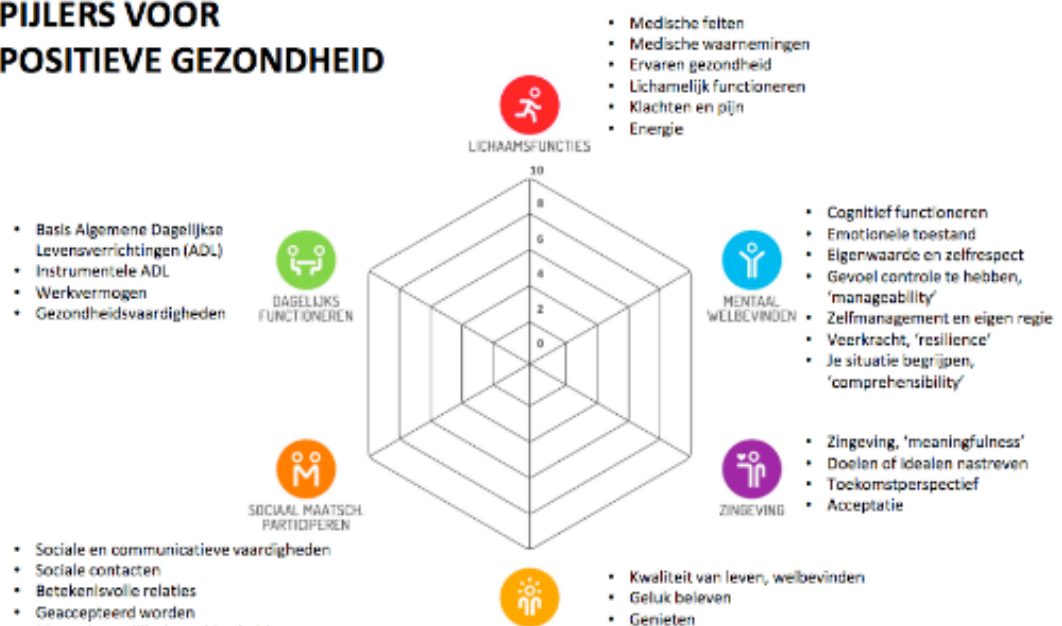 PIJLERS VOOR
POSITIEVE GEZONDHEID
• Medische feiten
• Medische waarnemingen
• Ervaren gezondheid
• Lichamelijk functioneren
• Klachten en pijn
• Energie
LICHAAMSFUNCTIES
10
8
6
4
2
0
• Basis Algemene Dagelijkse
Levensverrichtingen (ADL)
• Instrumentele ADL
• Werkvermogen
• Gezondheidsvaardigheden
DAGELIJKS
FUNCTIONEREN
MENTAAL
WELBEVINDEN
• Cognitief functioneren
• Emotionele toestand
• Eigenwaarde en zelfrespect
• Gevoel controle te hebben,
'manageability'
• Zelfmanagement en eigen regie
• Veerkracht, 'resilience'
• Je situatie begrijpen,
'comprehensibility'
SOCIAAL MAATSCH.
PARTICIPEREN
ZINGEVING
• Zingeving, 'meaningfulness'
• Doelen of idealen nastreven
• Toekomstperspectief
• Acceptatie
• Sociale en communicatieve vaardigheden
• Sociale contacten
• Betekenisvolle relaties
• Geaccepteerd worden
• Kwaliteit van leven, welbevinden
• Geluk beleven
• Genieten